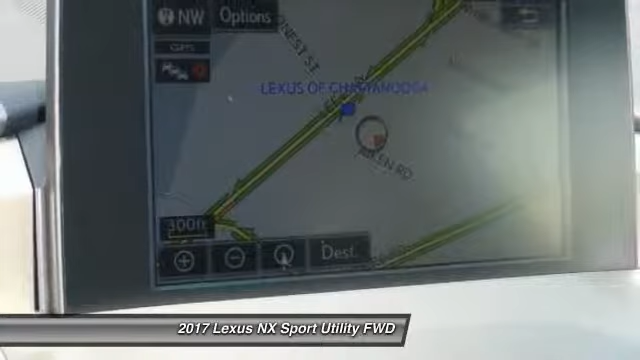 NW Options
GPS
LEXUS OF CHATTANOOGA
300ft
Dest.
2017 Lexus NX Sport Utility FWD